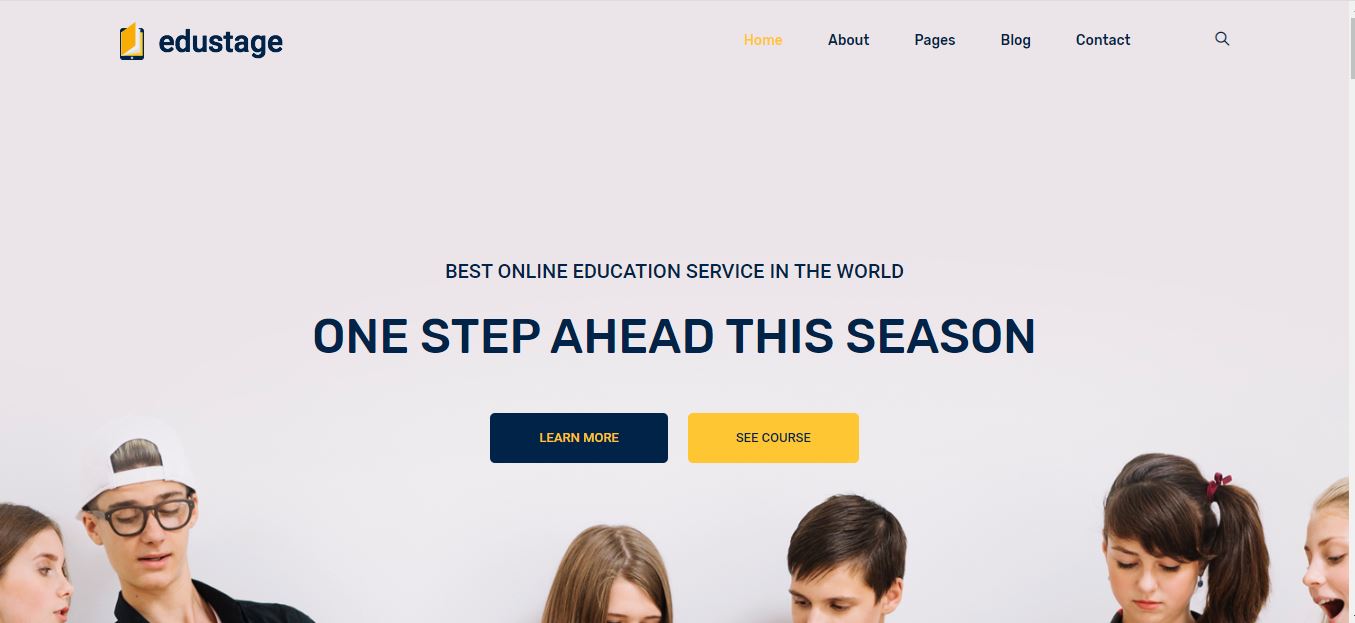 edustage
Home About Pages Blog Contact
BEST ONLINE EDUCATION SERVICE IN THE WORLD
ONE STEP AHEAD THIS SEASON
LEARN MORE SEE COURSE